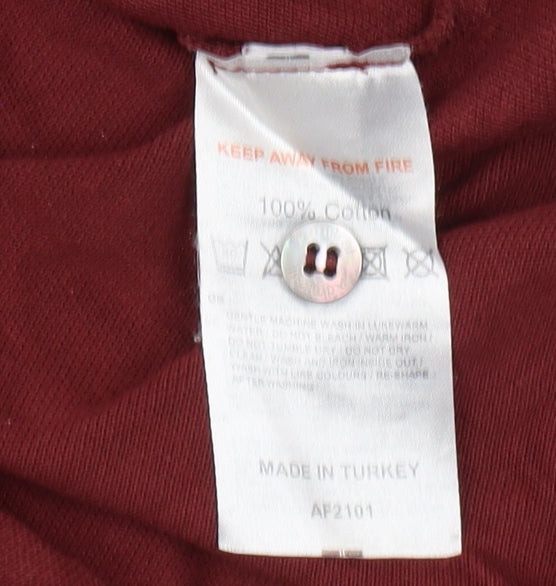 KEEP AWAY FROM FIRE
100% Cotton
GB
GENTLE MACHINE WASH IN LUKEWARM
WATER / DO NOT BLEACH / WARM IRON /
DO NOT TUMBLE DRY / DO NOT DRY
CLEAN / WASH AND IRON INSIDE OUT /
WASH WITH LIKE COLOURS / RE-SHAPE
AFTER WASHING
MADE IN TURKEY
AF2101